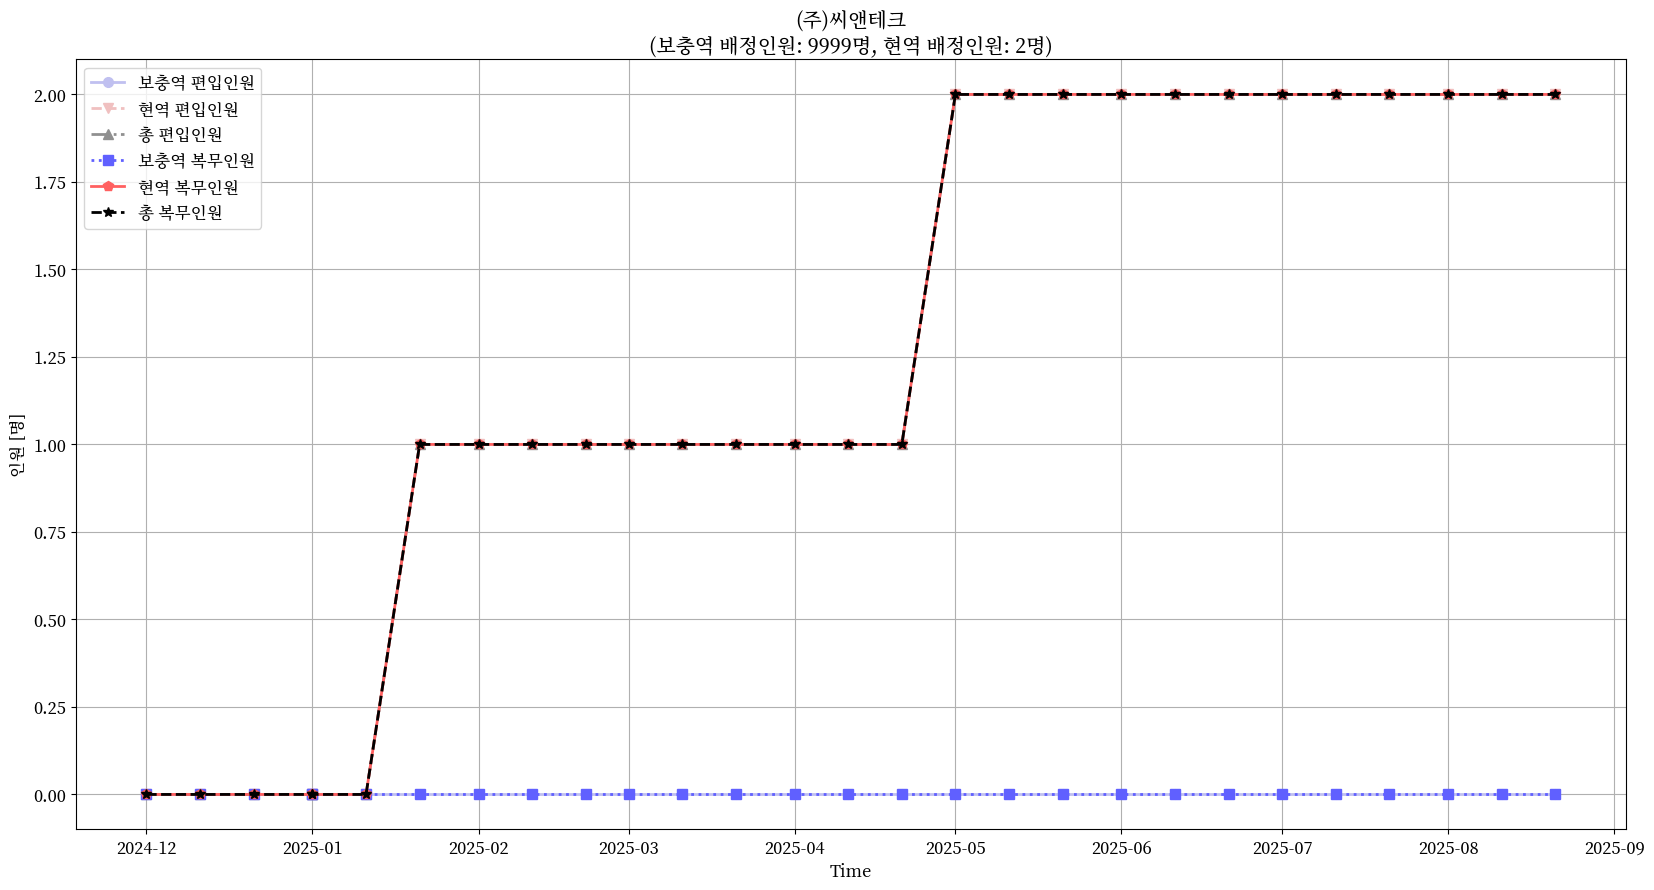 (주)씨앤테크
(보충역 배정인원: 9999명, 현역 배정인원: 2명)
보충역 편입인원
현역 편입인원
총 편입인원
보충역 복무인원
현역 복무인원
총 복무인원
2.00
1.75
1.50
1.25
1.00
0.75
0.50
0.25
0.00
인원 [명]
2024-12
2025-01
2025-02
2025-03
2025-04
2025-05
2025-06
2025-07
2025-08
2025-09
Time